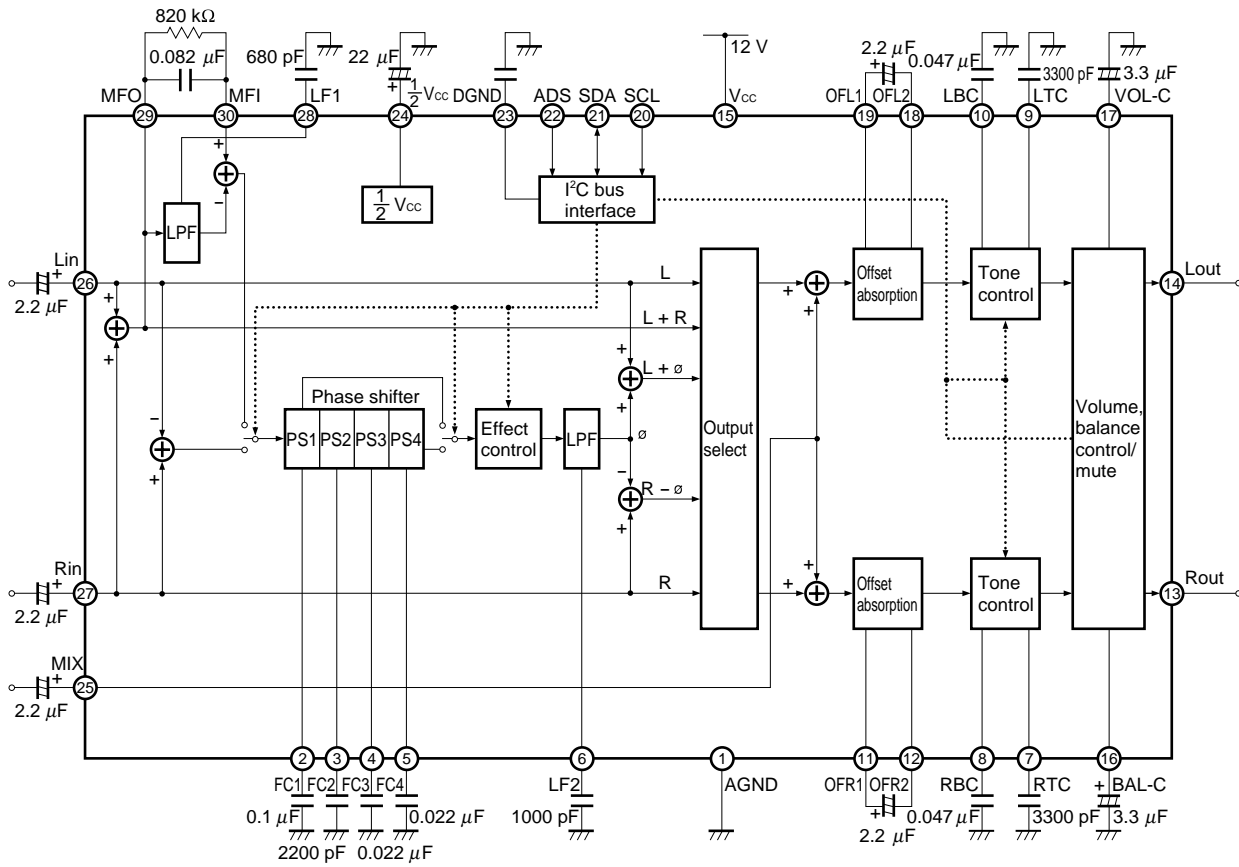 820 kΩ
0.082 μF
680 pF
22 μF
+
1/2 VCC
12 V
2.2 μF
+
0.047 μF
3300 pF
3.3 μF
MFO
MFI
LF1
DGND
ADS
SDA
SCL
VCC
OFL1
OFL2
LBC
LTC
VOL-C
29
30
28
24
23
22
21
20
15
19
18
10
9
17
+
−
LPF
1/2 VCC
I²C bus
interface
Lin
+
26
2.2 μF
L
+
+
L + R
+
L + ø
+
Phase shifter
PS1
PS2
PS3
PS4
Effect
control
LPF
ø
−
+
−
R − ø
+
Output
select
+
+
Offset
absorption
Tone
control
14
Lout
Volume,
balance
control/
mute
Rin
+
27
2.2 μF
R
+
+
Offset
absorption
Tone
control
13
Rout
MIX
+
25
2.2 μF
2
3
4
5
6
1
11
12
8
7
16
FC1
FC2
FC3
FC4
LF2
AGND
OFR1
OFR2
RBC
RTC
+ BAL-C
0.1 μF
2200 pF
0.022 μF
0.022 μF
1000 pF
+
2.2 μF
0.047 μF
3300 pF
3.3 μF